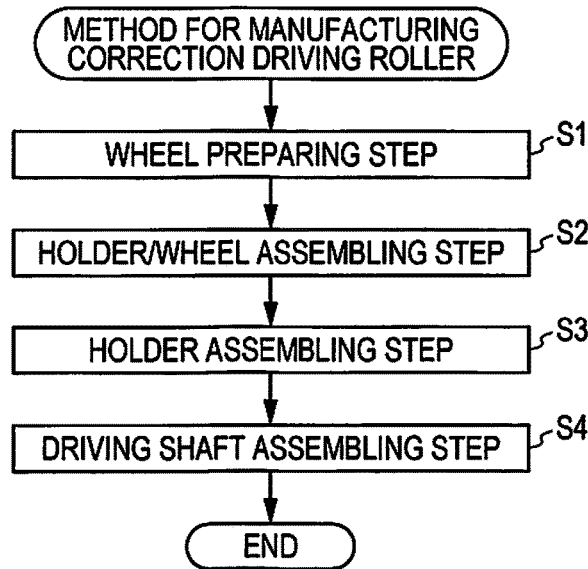 METHOD FOR MANUFACTURING
CORRECTION DRIVING ROLLER
WHEEL PREPARING STEP
S1
HOLDER/WHEEL ASSEMBLING STEP
S2
HOLDER ASSEMBLING STEP
S3
DRIVING SHAFT ASSEMBLING STEP
S4
END